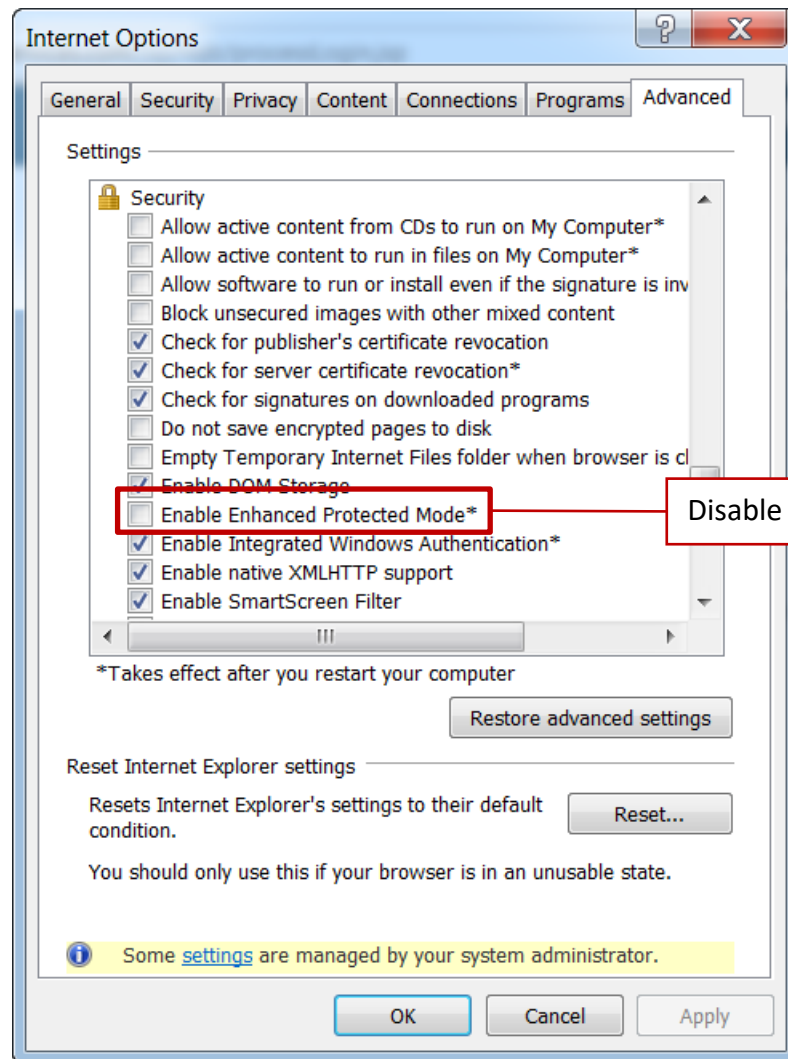 Internet Options
General Security Privacy Content Connections Programs Advanced
Settings
Security
Allow active content from CDs to run on My Computer*
Allow active content to run in files on My Computer*
Allow software to run or install even if the signature is inv
Block unsecured images with other mixed content
Check for publisher's certificate revocation
Check for server certificate revocation*
Check for signatures on downloaded programs
Do not save encrypted pages to disk
Empty Temporary Internet Files folder when browser is cl
Enable DOM Storage
Enable Enhanced Protected Mode*
Disable
Enable Integrated Windows Authentication*
Enable native XMLHTTP support
Enable SmartScreen Filter
*Takes effect after you restart your computer
Restore advanced settings
Reset Internet Explorer settings
Resets Internet Explorer's settings to their default
condition.
Reset...
You should only use this if your browser is in an unusable state.
Some settings are managed by your system administrator.
OK Cancel Apply